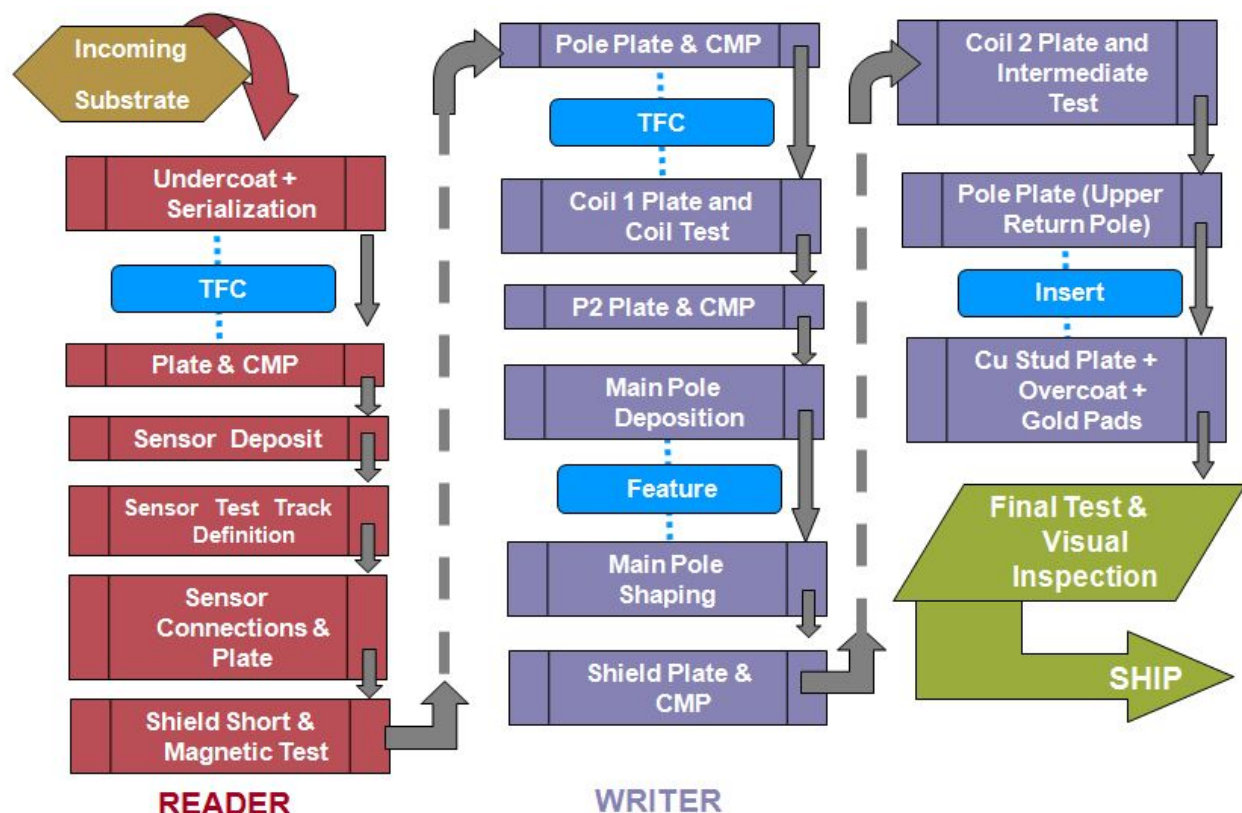 Incoming
Substrate
Undercoat +
Serialization
TFC
Plate & CMP
Sensor Deposit
Sensor Test Track
Definition
Sensor
Connections &
Plate
Shield Short &
Magnetic Test
READER
Pole Plate & CMP
TFC
Coil 1 Plate and
Coil Test
P2 Plate & CMP
Main Pole
Deposition
Feature
Main Pole
Shaping
Shield Plate &
CMP
WRITER
Coil 2 Plate and
Intermediate
Test
Pole Plate (Upper
Return Pole)
Insert
Cu Stud Plate +
Overcoat +
Gold Pads
Final Test &
Visual
Inspection
SHIP